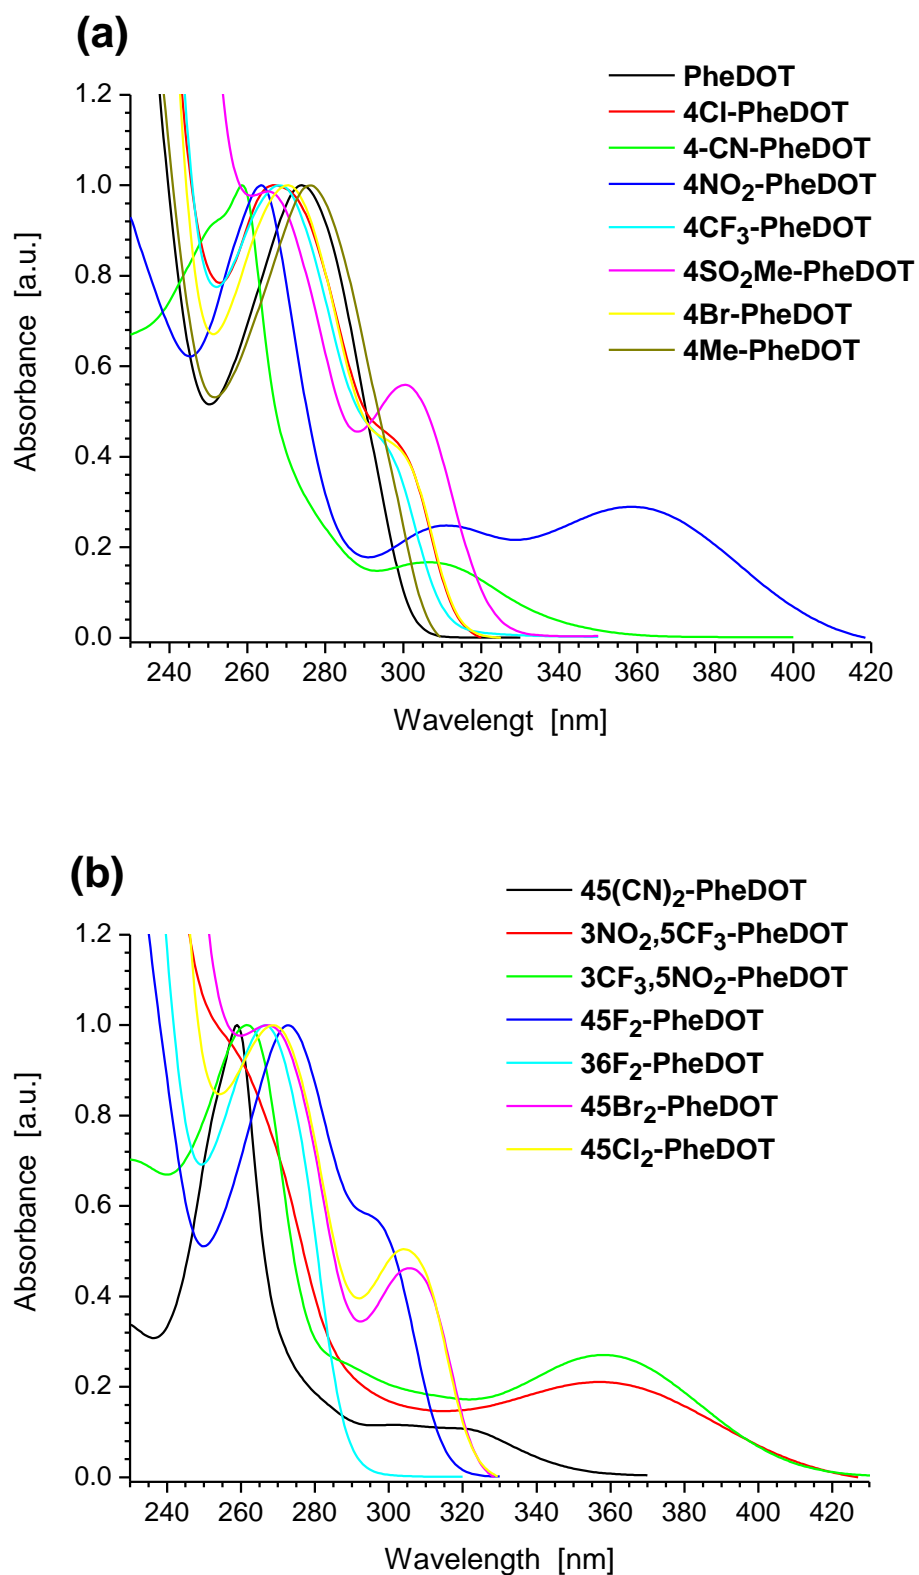 (a)
PheDOT
4Cl-PheDOT
4-CN-PheDOT
4NO2-PheDOT
4CF3-PheDOT
4SO2Me-PheDOT
4Br-PheDOT
4Me-PheDOT
1.2
1.0
0.8
0.6
0.4
0.2
0.0
Absorbance [a.u.]
240 260 280 300 320 340 360 380 400 420
Wavelengt [nm]
(b)
45(CN)2-PheDOT
3NO2,5CF3-PheDOT
3CF3,5NO2-PheDOT
45F2-PheDOT
36F2-PheDOT
45Br2-PheDOT
45Cl2-PheDOT
1.2
1.0
0.8
0.6
0.4
0.2
0.0
Absorbance [a.u.]
240 260 280 300 320 340 360 380 400 420
Wavelength [nm]